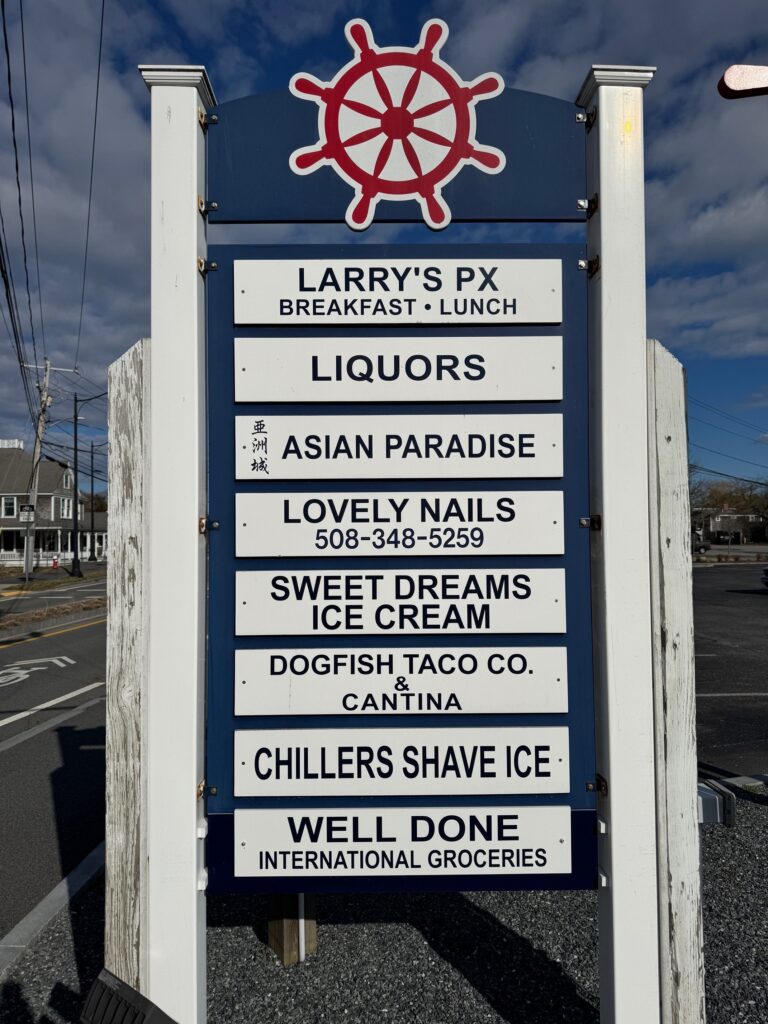 LARRY'S PX
BREAKFAST • LUNCH
LIQUORS
亜洲城
ASIAN PARADISE
LOVELY NAILS
508-348-5259
SWEET DREAMS
ICE CREAM
DOGFISH TACO CO.
&
CANTINA
CHILLERS SHAVE ICE
WELL DONE
INTERNATIONAL GROCERIES